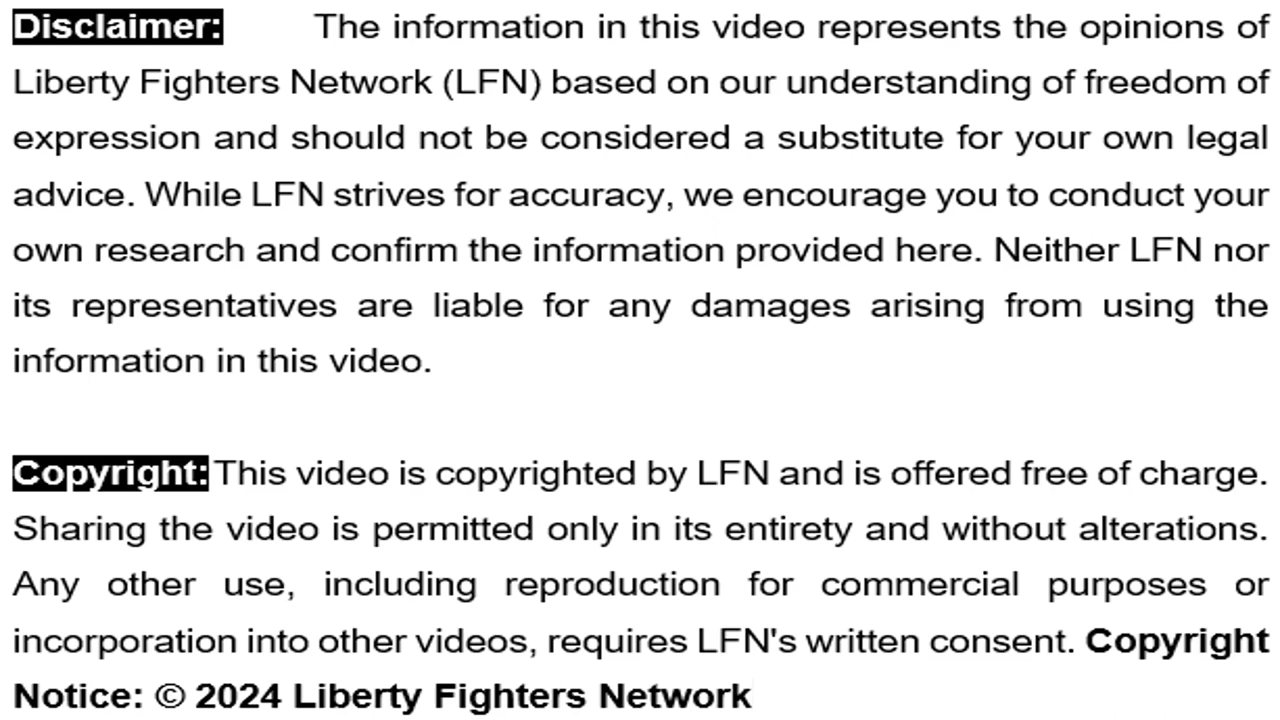 Disclaimer: The information in this video represents the opinions of
Liberty Fighters Network (LFN) based on our understanding of freedom of
expression and should not be considered a substitute for your own legal
advice. While LFN strives for accuracy, we encourage you to conduct your
own research and confirm the information provided here. Neither LFN nor
its representatives are liable for any damages arising from using the
information in this video.
Copyright: This video is copyrighted by LFN and is offered free of charge.
Sharing the video is permitted only in its entirety and without alterations.
Any other use, including reproduction for commercial purposes or
incorporation into other videos, requires LFN's written consent. Copyright
Notice: © 2024 Liberty Fighters Network